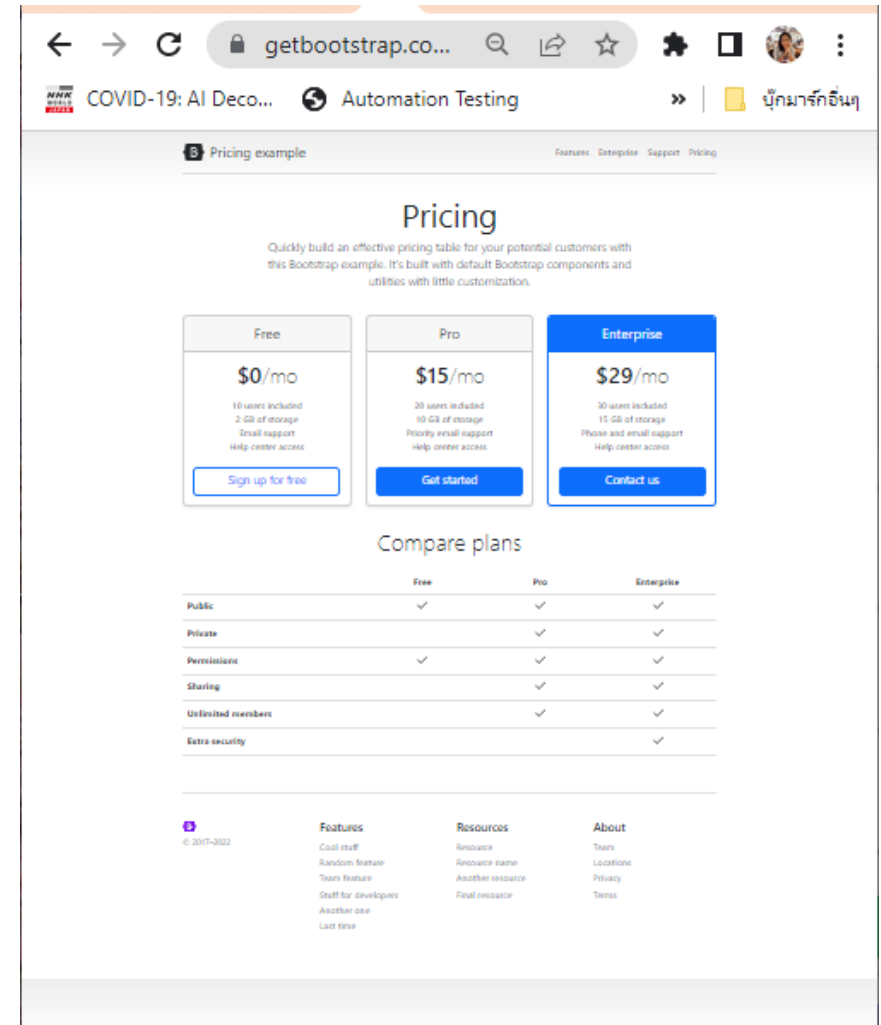 getbootstrap.co...
NHK WORLD JAPAN COVID-19: AI Deco... Automation Testing » บุ๊กมาร์กอื่นๆ
B Pricing example Features Enterprise Support Pricing
Pricing
Quickly build an effective pricing table for your potential customers with
this Bootstrap example. It's built with default Bootstrap components and
utilities with little customization.
Free Pro Enterprise
$0/mo $15/mo $29/mo
10 users included 20 users included 30 users included
2 GB of storage 10 GB of storage 15 GB of storage
Email support Priority email support Phone and email support
Help center access Help center access Help center access
Sign up for free Get started Contact us
Compare plans
Free Pro Enterprise
Public
Private
Permissions
Sharing
Unlimited members
Extra security
B Features Resources About
© 2017–2022 Cool stuff Resource Team
Random feature Resource name Locations
Team feature Another resource Privacy
Stuff for developers Final resource Terms
Another one
Last time